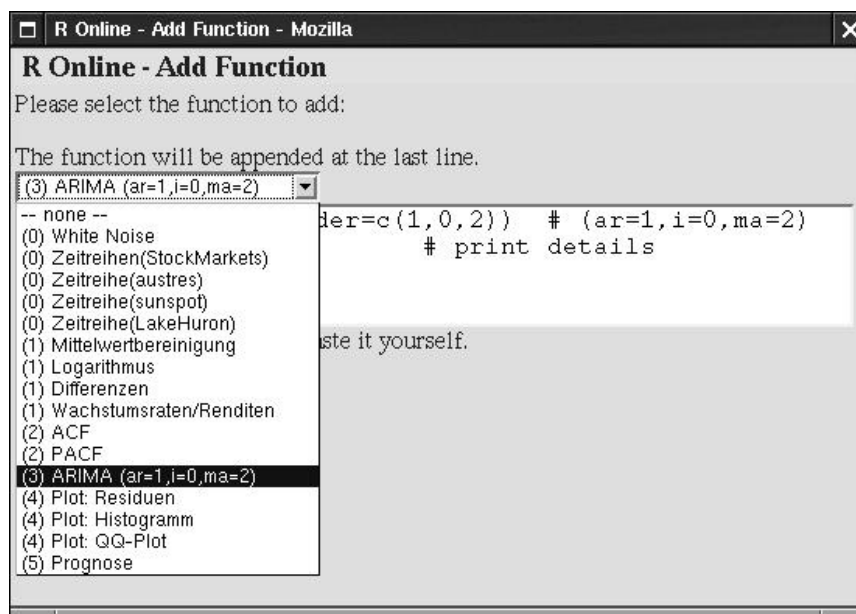 R Online - Add Function - Mozilla
R Online - Add Function
Please select the function to add:
The function will be appended at the last line.
(3) ARIMA (ar=1,i=0,ma=2)
der=c(1,0,2))  # (ar=1,i=0,ma=2)
# print details
ste it yourself.
-- none --
(0) White Noise
(0) Zeitreihen(StockMarkets)
(0) Zeitreihe(austres)
(0) Zeitreihe(sunspot)
(0) Zeitreihe(LakeHuron)
(1) Mittelwertbereinigung
(1) Logarithmus
(1) Differenzen
(1) Wachstumsraten/Renditen
(2) ACF
(2) PACF
(3) ARIMA (ar=1,i=0,ma=2)
(4) Plot: Residuen
(4) Plot: Histogramm
(4) Plot: QQ-Plot
(5) Prognose